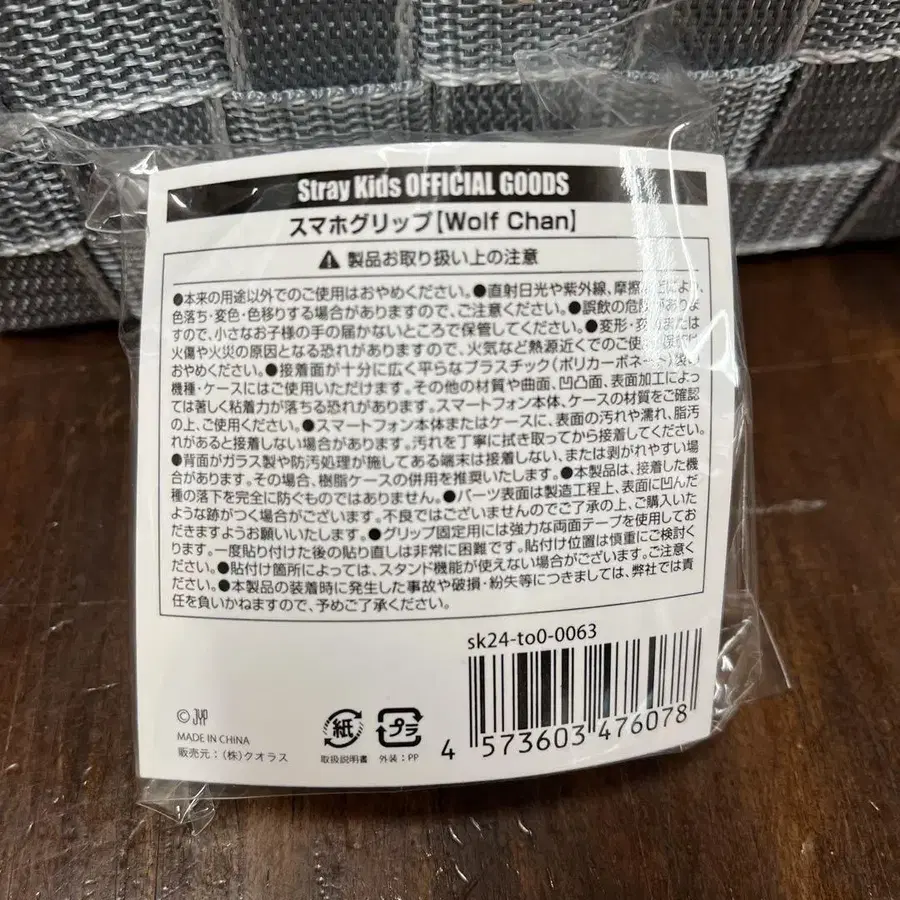 Stray Kids OFFICIAL GOODS
スマホグリップ【Wolf Chan】
製品お取り扱い上の注意
●本来の用途以外でのご使用はおやめください。●直射日光や紫外線、摩擦などにより、
色落ち・変色・色移りする場合がありますので、ご注意ください。●誤飲の危険がありま
すので、小さなお子様の手の届かないところで保管してください。●変形・変色または
火傷や火災の原因となる恐れがありますので、火気など熱源近くでのご使用は
おやめください。●接着面が十分に広く平らなプラスチック(ポリカーボネート)製の
機種・ケースにはご使用いただけます。その他の材質や曲面、凹凸面、表面加工によっ
ては著しく粘着力が落ちる恐れがあります。スマートフォン本体、ケースの材質をご確認
の上、ご使用ください。●スマートフォン本体またはケースに、表面の汚れや濡れ、脂汚
れがあると接着しない場合があります。汚れを丁寧に拭き取ってから接着してください。
●背面がガラス製や防汚処理が施してある端末は接着しない、または剥がれやすい場
合があります。その場合、樹脂ケースの併用を推奨いたします。●本製品は、接着した機
種の落下を完全に防ぐものではありません。●パーツ表面は製造工程上、表面に凹んだ
ような跡がつく場合がございます。不良ではございませんのでご了承の上、ご購入いた
だきますようお願いいたします。●グリップ固定用には強力な両面テープを使用してお
ります。一度貼り付けた後の貼り直しは非常に困難です。貼付け位置は慎重にご検討く
ださい。●貼付け箇所によっては、スタンド機能が使えない場合がございます。ご注意く
ださい。●本製品の装着時に発生した事故や破損・紛失等につきましては、弊社では責
任を負いかねますので、予めご了承ください。
sk24-to0-0063
© JYP
MADE IN CHINA
販売元:(株)クオラス
紙
取扱説明書
プラ
外装:PP
4 573603 476078